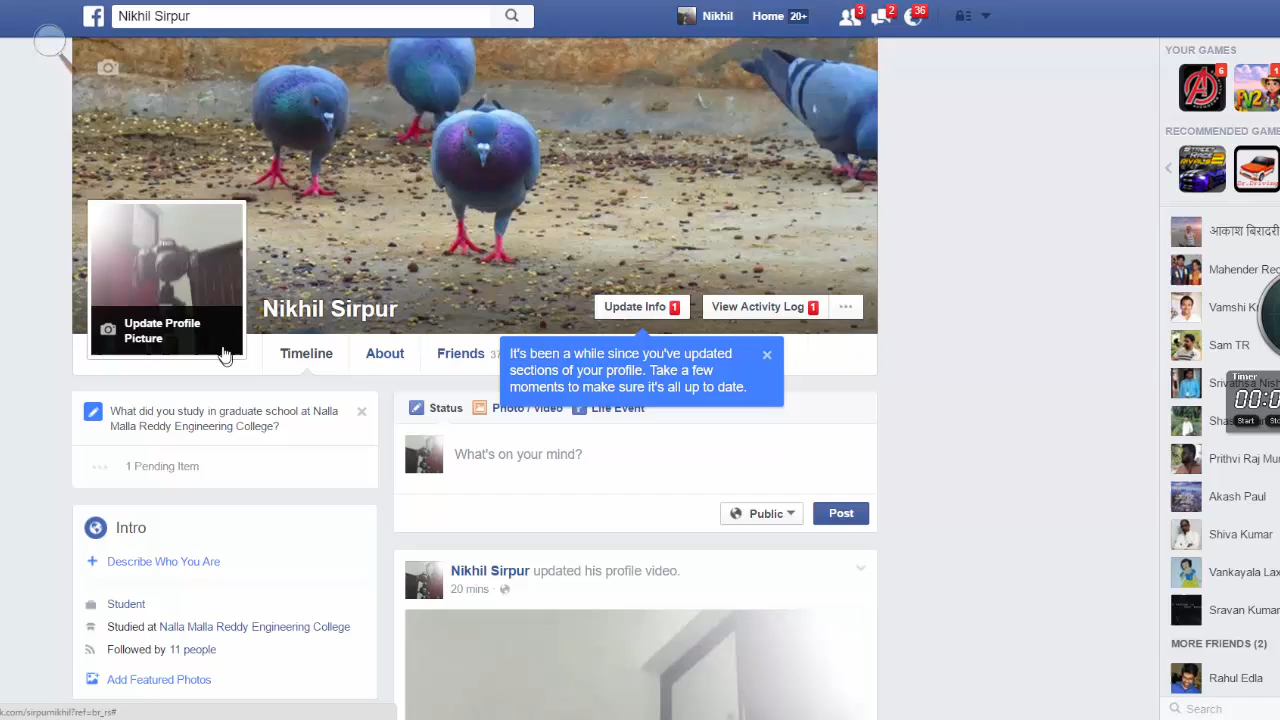 Nikhil Sirpur
Nikhil
Home 20+
3
2
36
YOUR GAMES
6
1
RECOMMENDED GAM
Update Profile
Picture
Nikhil Sirpur
Update Info 1
View Activity Log 1
Timeline
About
Friends
It's been a while since you've updated
sections of your profile. Take a few
moments to make sure it's all up to date.
What did you study in graduate school at Nalla
Malla Reddy Engineering College?
1 Pending Item
Status
Photo / Video
Life Event
What's on your mind?
Public
Post
Intro
Describe Who You Are
Student
Studied at Nalla Malla Reddy Engineering College
Followed by 11 people
Add Featured Photos
Nikhil Sirpur updated his profile video.
20 mins
आकाश बिरादरी
Mahender Red
Vamshi K
Sam TR
Srivathsa Nish
Timer
00:0
Start
Sto
Prithvi Raj Mu
Akash Paul
Shiva Kumar
Vankayala Lax
Sravan Kumar
MORE FRIENDS (2)
Rahul Edla
Search
k.com/sirpurnikhil?ref=br_rs#